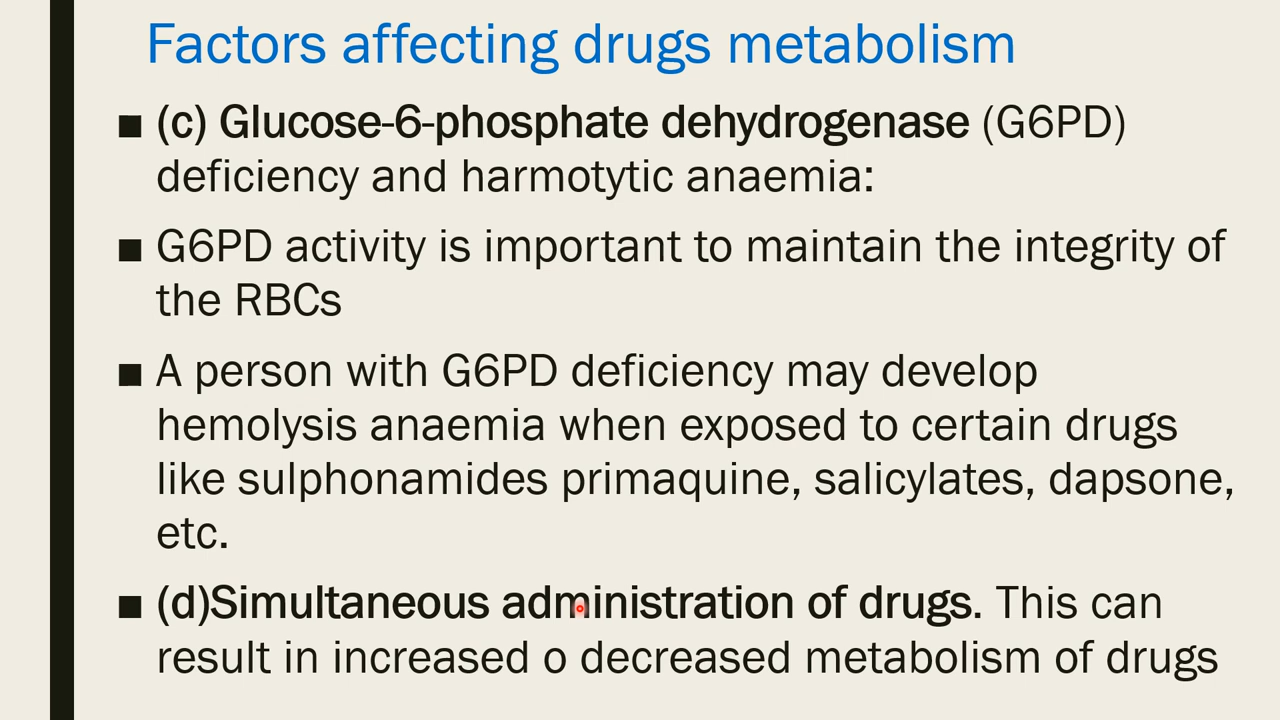 Factors affecting drugs metabolism
■ (c) Glucose-6-phosphate dehydrogenase (G6PD)
deficiency and harmotytic anaemia:
■ G6PD activity is important to maintain the integrity of
the RBCs
■ A person with G6PD deficiency may develop
hemolysis anaemia when exposed to certain drugs
like sulphonamides primaquine, salicylates, dapsone,
etc.
■ (d)Simultaneous administration of drugs. This can
result in increased o decreased metabolism of drugs